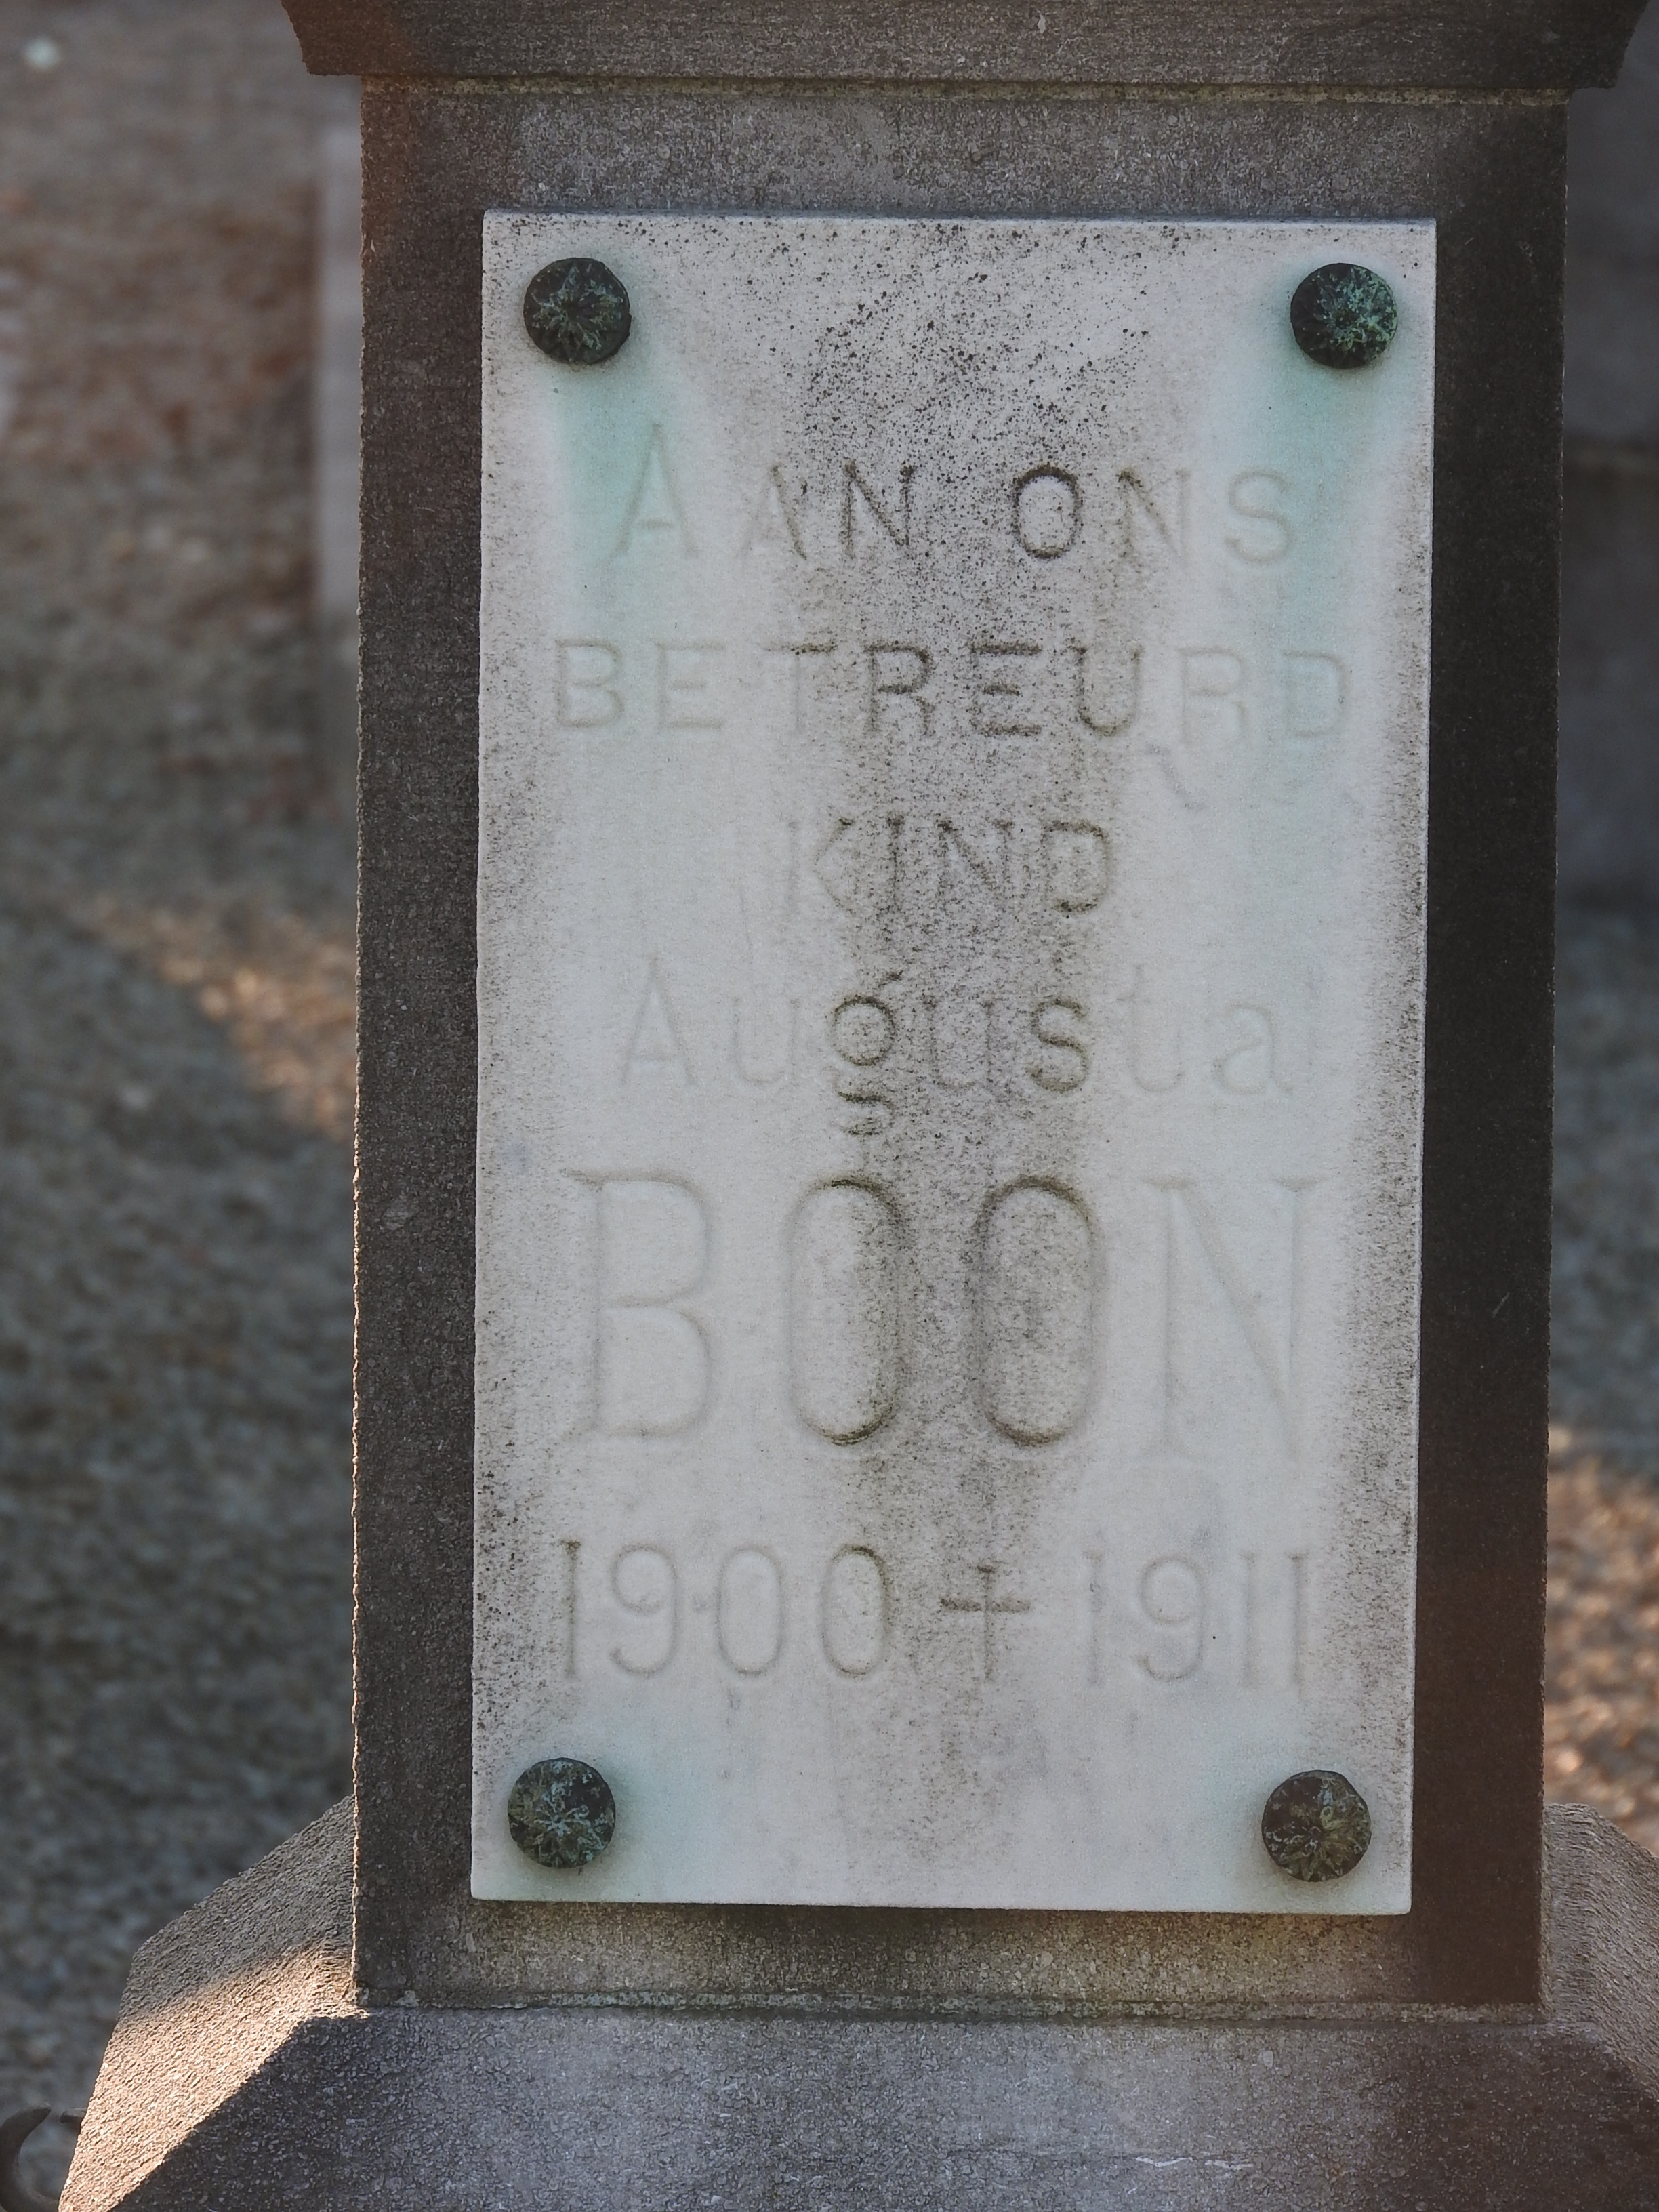 AAN ONS
BETREURD
KIND
Augusta
BOON
1900 + 1911